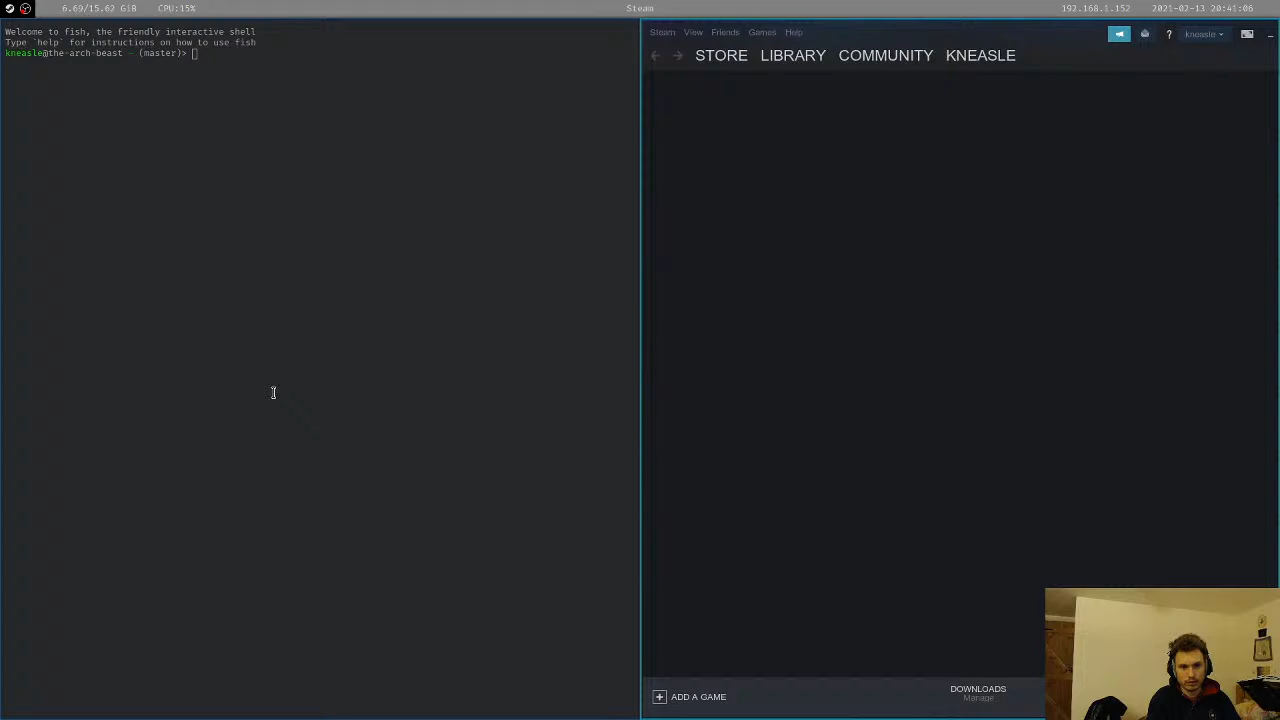 6.69/15.62 GiB CPU:15% Steam 192.168.1.152 2021-02-13 20:41:06
Welcome to fish, the friendly interactive shell
Type `help` for instructions on how to use fish
kneasle@the-arch-beast ~ (master)>
Steam View Friends Games Help ? kneasle
STORE LIBRARY COMMUNITY KNEASLE
ADD A GAME
DOWNLOADS
Manage